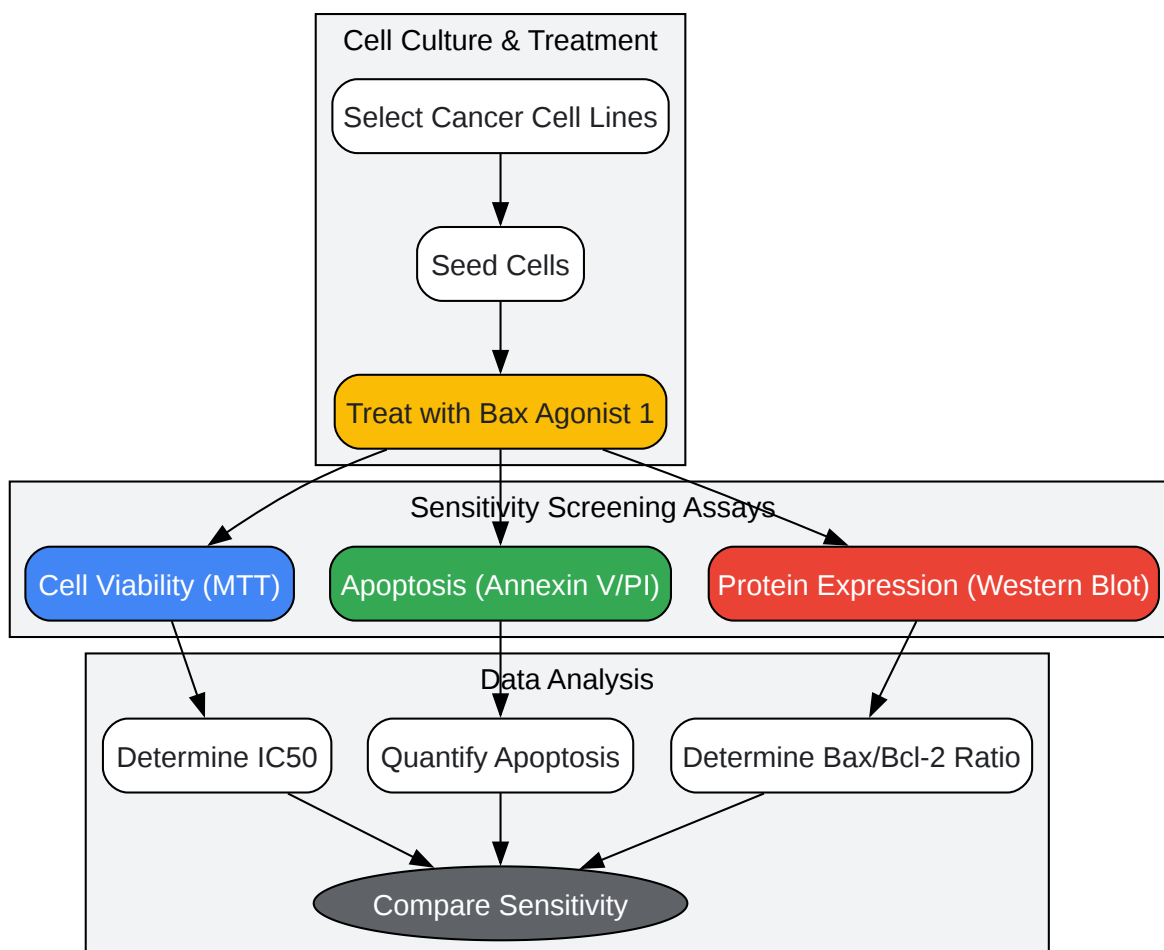 Cell Culture & Treatment
Select Cancer Cell Lines
Seed Cells
Treat with Bax Agonist 1
Sensitivity Screening Assays
Cell Viability (MTT)
Apoptosis (Annexin V/PI)
Protein Expression (Western Blot)
Data Analysis
Determine IC50
Quantify Apoptosis
Determine Bax/Bcl-2 Ratio
Compare Sensitivity